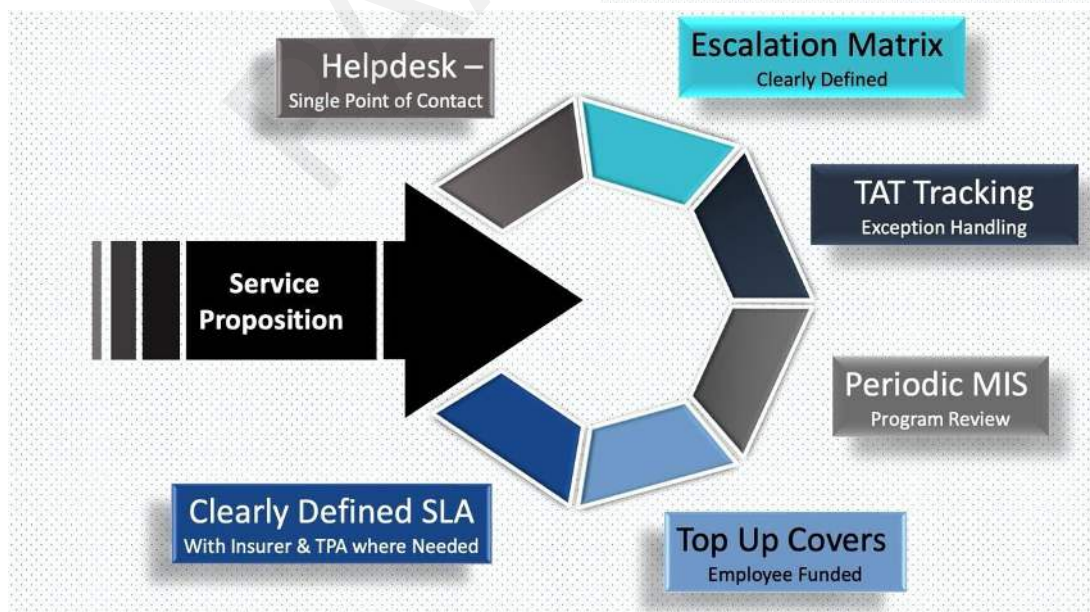 Helpdesk –
Single Point of Contact
Escalation Matrix
Clearly Defined
TAT Tracking
Exception Handling
Service
Proposition
Periodic MIS
Program Review
Clearly Defined SLA
With Insurer & TPA where Needed
Top Up Covers
Employee Funded